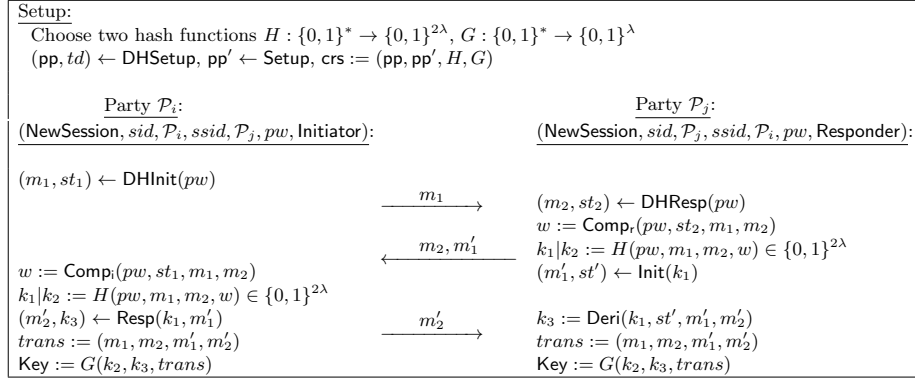 Setup:
Choose two hash functions H : {0, 1}* → {0, 1}^{2λ}, G : {0, 1}* → {0, 1}^λ
(pp, td) ← DHSetup, pp′ ← Setup, crs := (pp, pp′, H, G)
Party 𝒫_i:
(NewSession, sid, 𝒫_i, ssid, 𝒫_j, pw, Initiator):
Party 𝒫_j:
(NewSession, sid, 𝒫_j, ssid, 𝒫_i, pw, Responder):
(m_1, st_1) ← DHInit(pw)
m_1
(m_2, st_2) ← DHResp(pw)
w := Comp_r(pw, st_2, m_1, m_2)
m_2, m′_1
k_1|k_2 := H(pw, m_1, m_2, w) ∈ {0, 1}^{2λ}
w := Comp_i(pw, st_1, m_1, m_2)
(m′_1, st′) ← Init(k_1)
k_1|k_2 := H(pw, m_1, m_2, w) ∈ {0, 1}^{2λ}
(m′_2, k_3) ← Resp(k_1, m′_1)
m′_2
k_3 := Deri(k_1, st′, m′_1, m′_2)
trans := (m_1, m_2, m′_1, m′_2)
trans := (m_1, m_2, m′_1, m′_2)
Key := G(k_2, k_3, trans)
Key := G(k_2, k_3, trans)